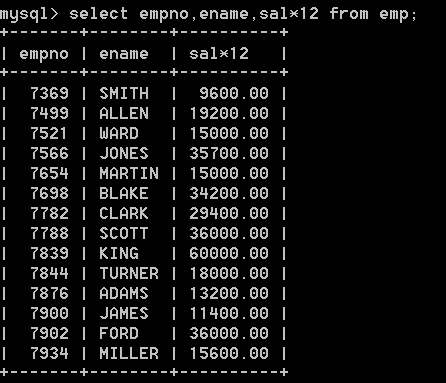 mysql> select empno,ename,sal*12 from emp;
+-------+--------+----------+
| empno | ename  | sal*12   |
+-------+--------+----------+
|  7369 | SMITH  |  9600.00 |
|  7499 | ALLEN  | 19200.00 |
|  7521 | WARD   | 15000.00 |
|  7566 | JONES  | 35700.00 |
|  7654 | MARTIN | 15000.00 |
|  7698 | BLAKE  | 34200.00 |
|  7782 | CLARK  | 29400.00 |
|  7788 | SCOTT  | 36000.00 |
|  7839 | KING   | 60000.00 |
|  7844 | TURNER | 18000.00 |
|  7876 | ADAMS  | 13200.00 |
|  7900 | JAMES  | 11400.00 |
|  7902 | FORD   | 36000.00 |
|  7934 | MILLER | 15600.00 |
+-------+--------+----------+